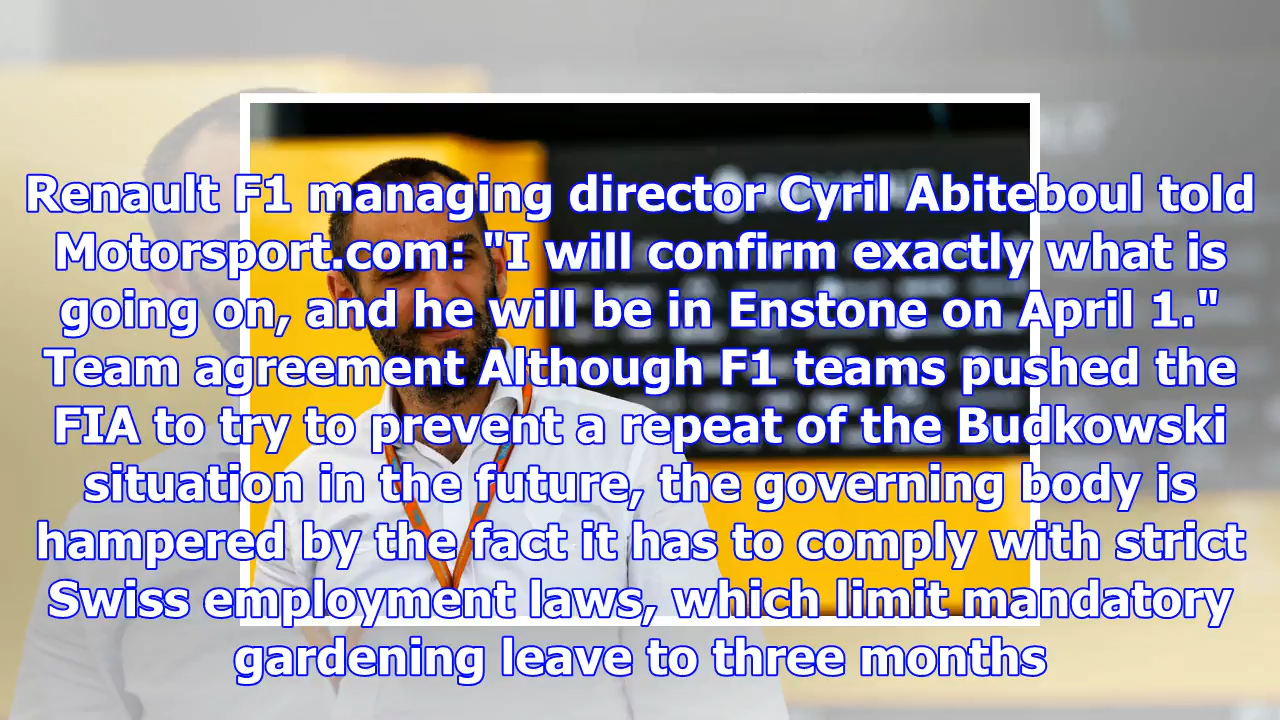 Renault F1 managing director Cyril Abiteboul told
Motorsport.com: "I will confirm exactly what is
going on, and he will be in Enstone on April 1."
Team agreement Although F1 teams pushed the
FIA to try to prevent a repeat of the Budkowski
situation in the future, the governing body is
hampered by the fact it has to comply with strict
Swiss employment laws, which limit mandatory
gardening leave to three months